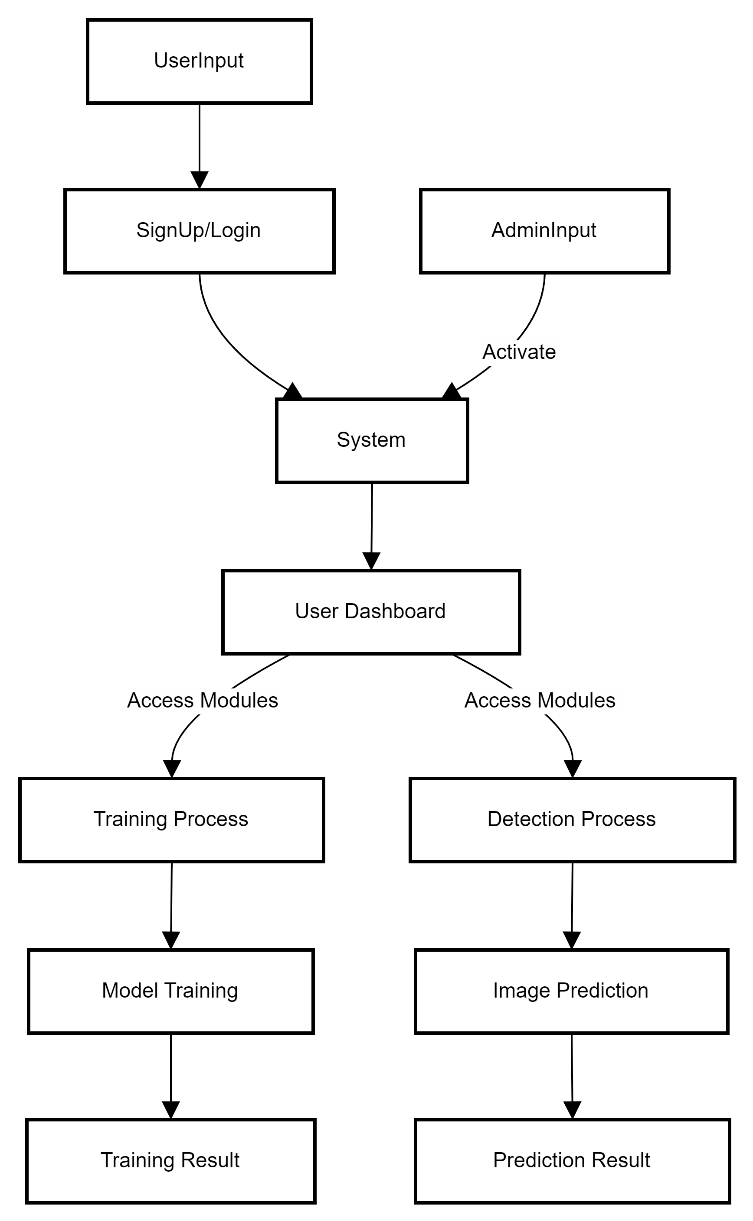 UserInput
SignUp/Login
AdminInput
Activate
System
User Dashboard
Access Modules
Access Modules
Training Process
Detection Process
Model Training
Image Prediction
Training Result
Prediction Result